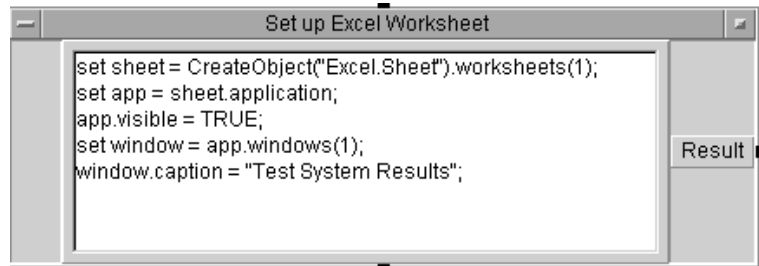 Set up Excel Worksheet
set sheet = CreateObject("Excel.Sheet").worksheets(1);
set app = sheet.application;
app.visible = TRUE;
set window = app.windows(1);
window.caption = "Test System Results";
Result